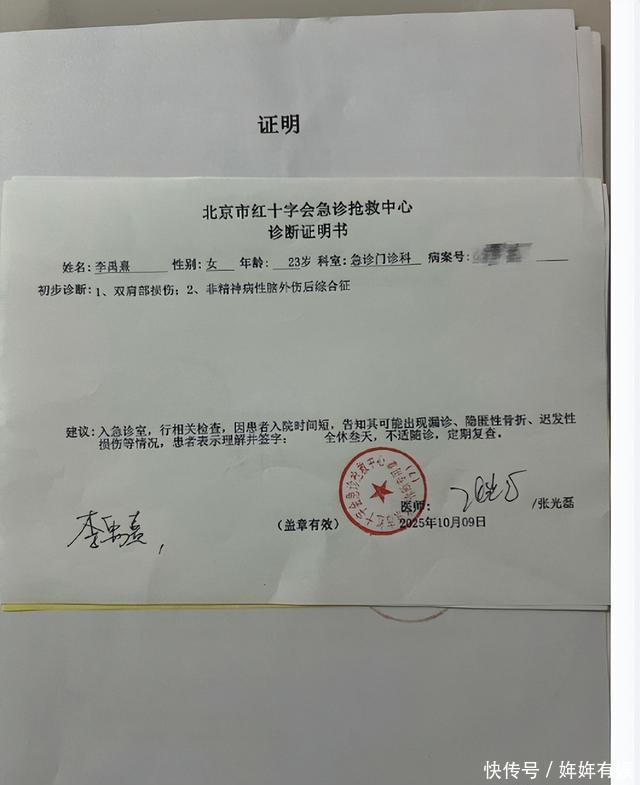 证明
北京市红十字会急诊抢救中心
诊断证明书
姓名:李禹熹 性别:女 年龄: 23岁 科室:急诊门诊科 病案号:
初步诊断:1、双肩部损伤;2、非精神病性脑外伤后综合征
建议:入急诊室,行相关检查,因患者入院时间短,告知其可能出现漏诊、隐匿性骨折、迟发性
损伤等情况,患者表示理解并签字: 全休叁天,不适随诊,定期复查。
医师: /张光磊
李禹熹
(盖章有效) 2025年10月09日
快传号/姩姩有